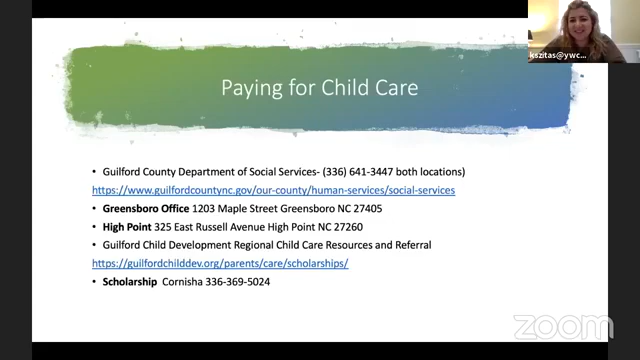 kszitas@ywc...
Paying for Child Care
• Guilford County Department of Social Services- (336) 641-3447 both locations)
https://www.guilfordcountync.gov/our-county/human-services/social-services
• Greensboro Office 1203 Maple Street Greensboro NC 27405
• High Point 325 East Russell Avenue High Point NC 27260
• Guilford Child Development Regional Child Care Resources and Referral
https://guilfordchilddev.org/parents/care/scholarships/
• Scholarship Cornisha 336-369-5024
zoom